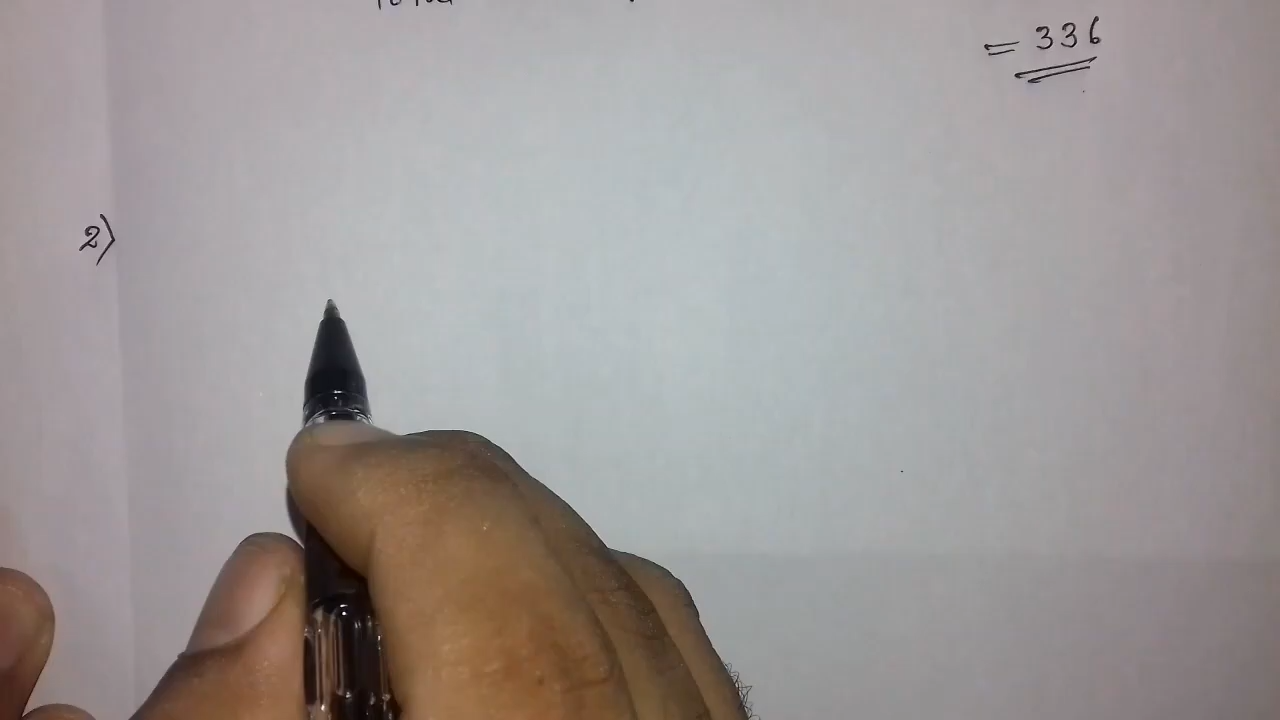 = 336
2)